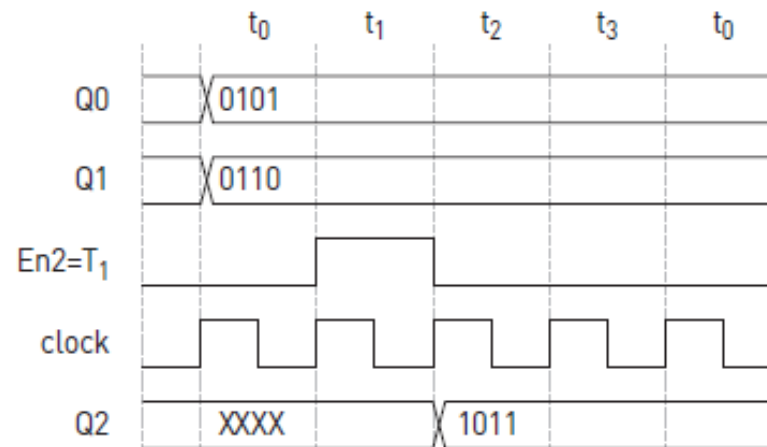 t₀ t₁ t₂ t₃ t₀
Q0 0101
Q1 0110
En2=T₁
clock
Q2 XXXX 1011